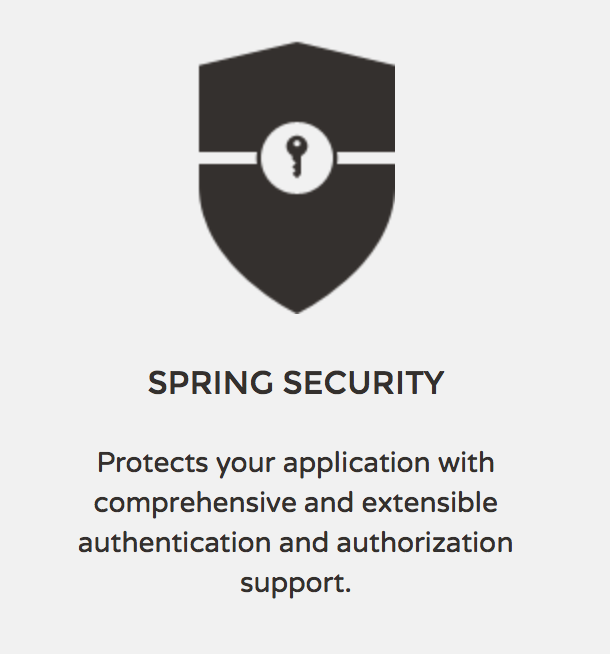 SPRING SECURITY
Protects your application with
comprehensive and extensible
authentication and authorization
support.